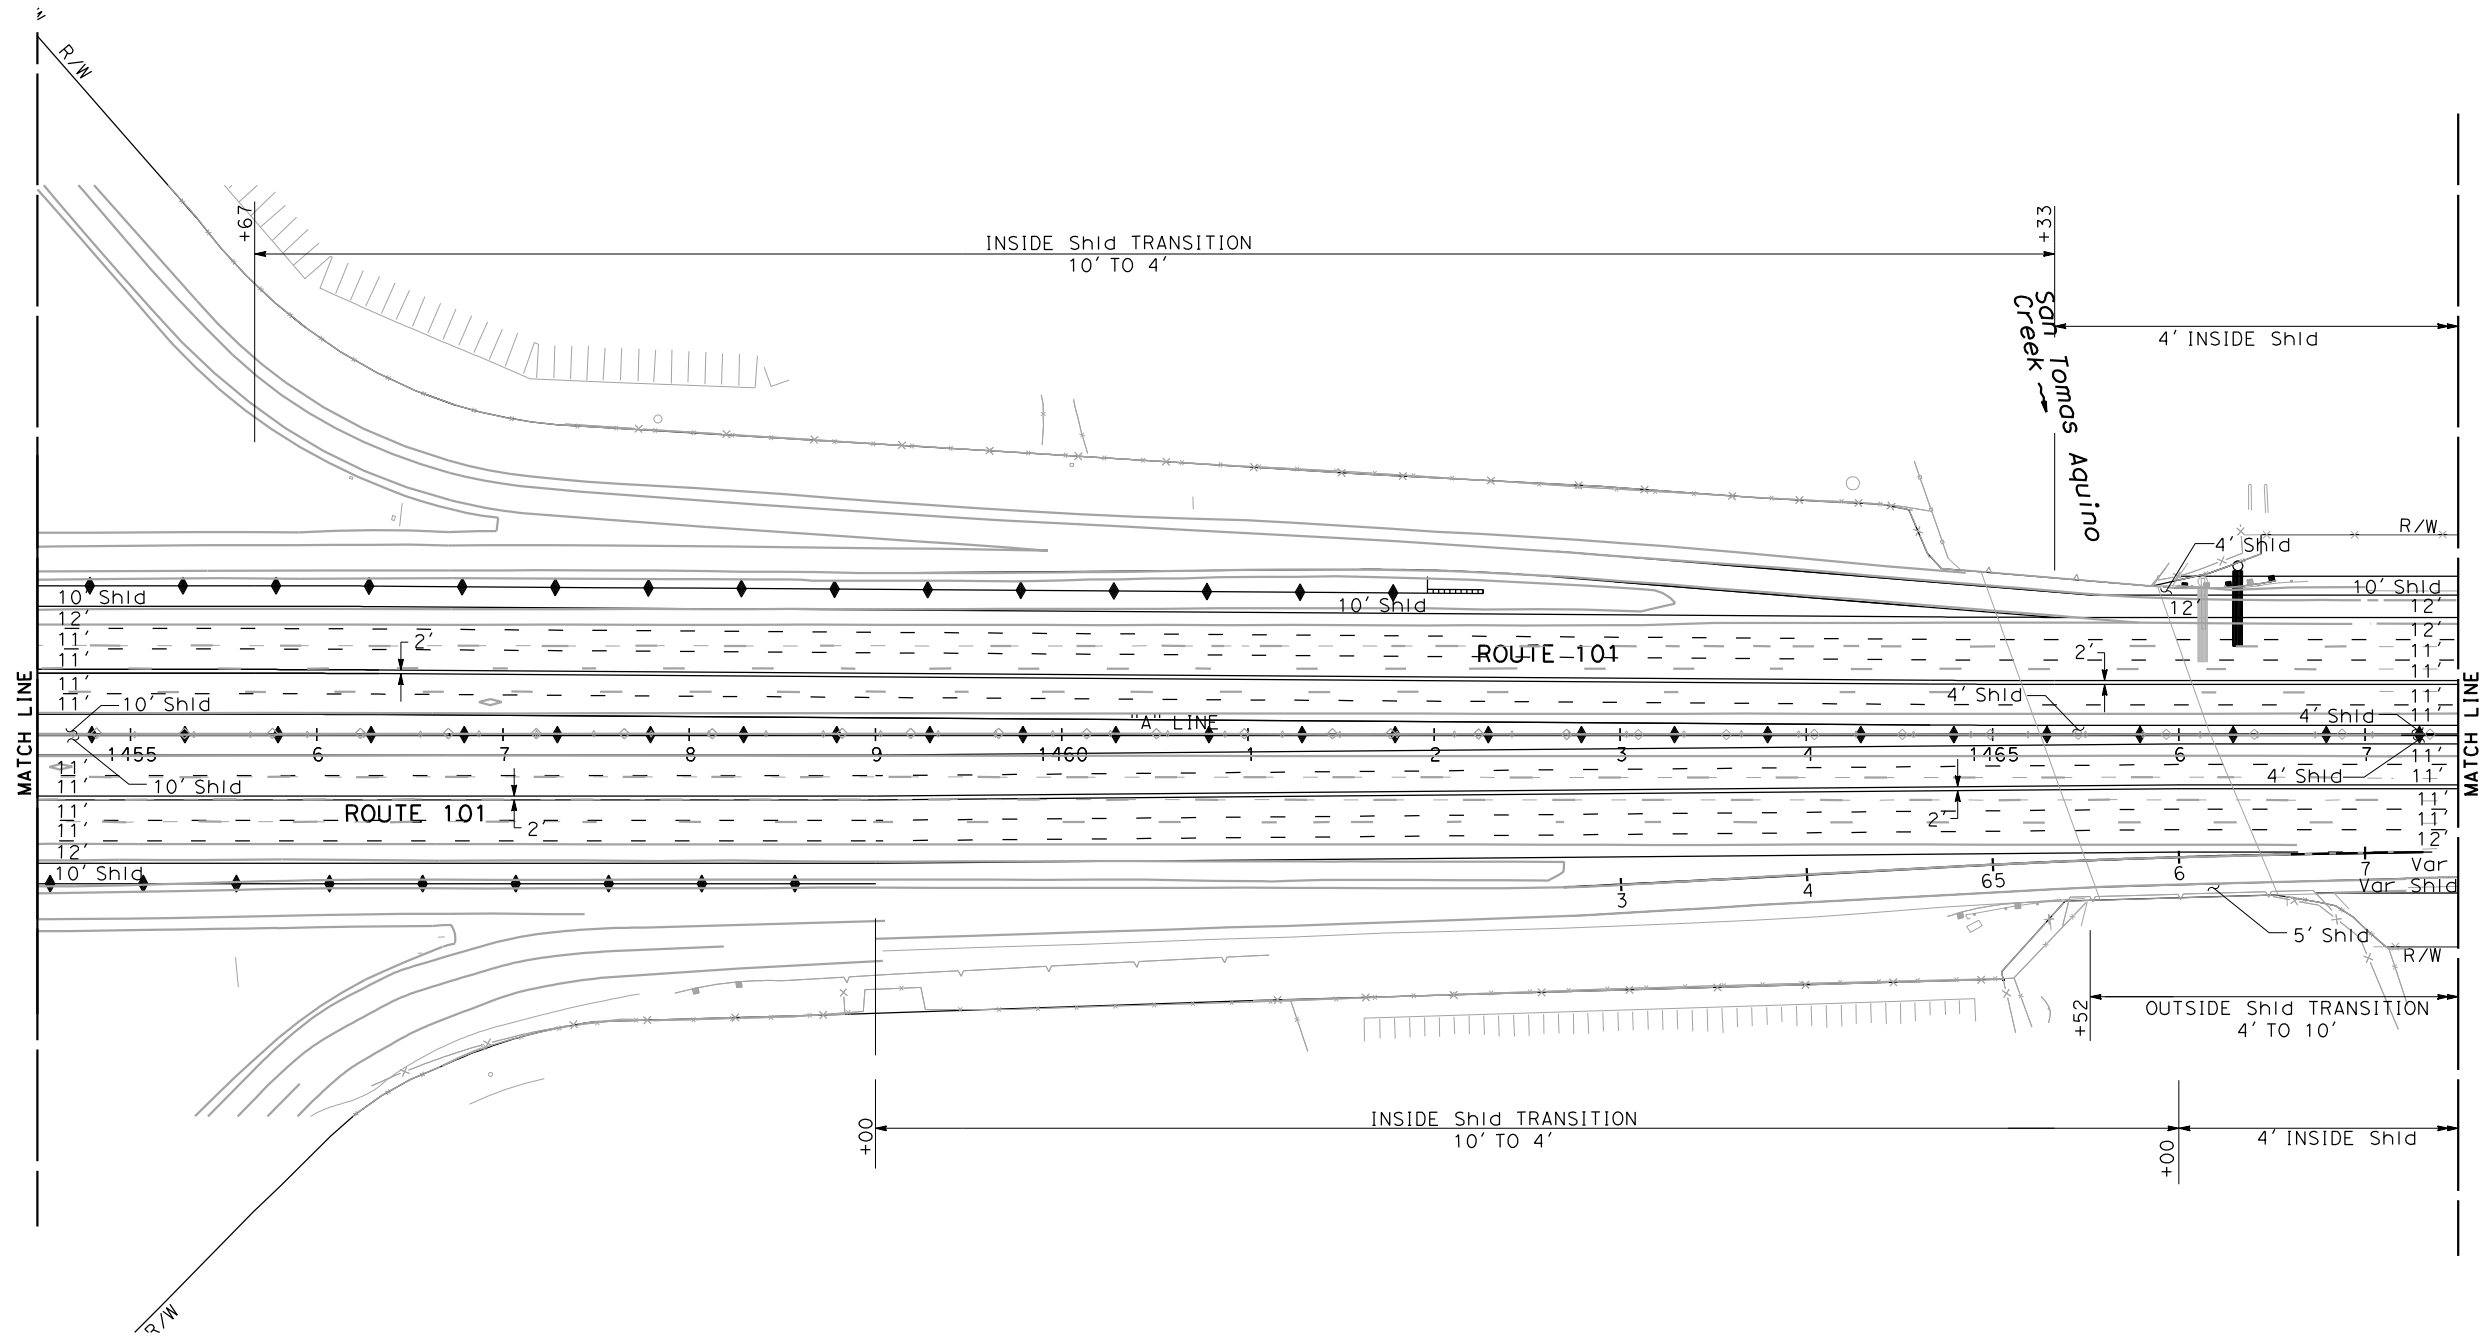 R/W
+67
INSIDE Shld TRANSITION
10' TO 4'
+33
San Tomas Aquino
Creek
4' INSIDE Shld
R/W
4' Shld
10' Shld
10' Shld
10' Shld
12'
12'
12'
12'
11'
2'
ROUTE 101
11'
11'
2'
11'
11'
11'
4' Shld
11'
11'
10' Shld
"A" LINE
4' Shld
11'
MATCH LINE
MATCH LINE
1455
6
7
8
9
1460
1
2
3
4
1465
6
7
11'
11'
4' Shld
11'
11'
10' Shld
ROUTE 101
11'
11'
2'
2'
11'
11'
12'
12'
10' Shld
3
4
65
6
7
Var
Var Shld
5' Shld
R/W
+52
OUTSIDE Shld TRANSITION
4' TO 10'
+00
INSIDE Shld TRANSITION
10' TO 4'
+00
4' INSIDE Shld
R/W